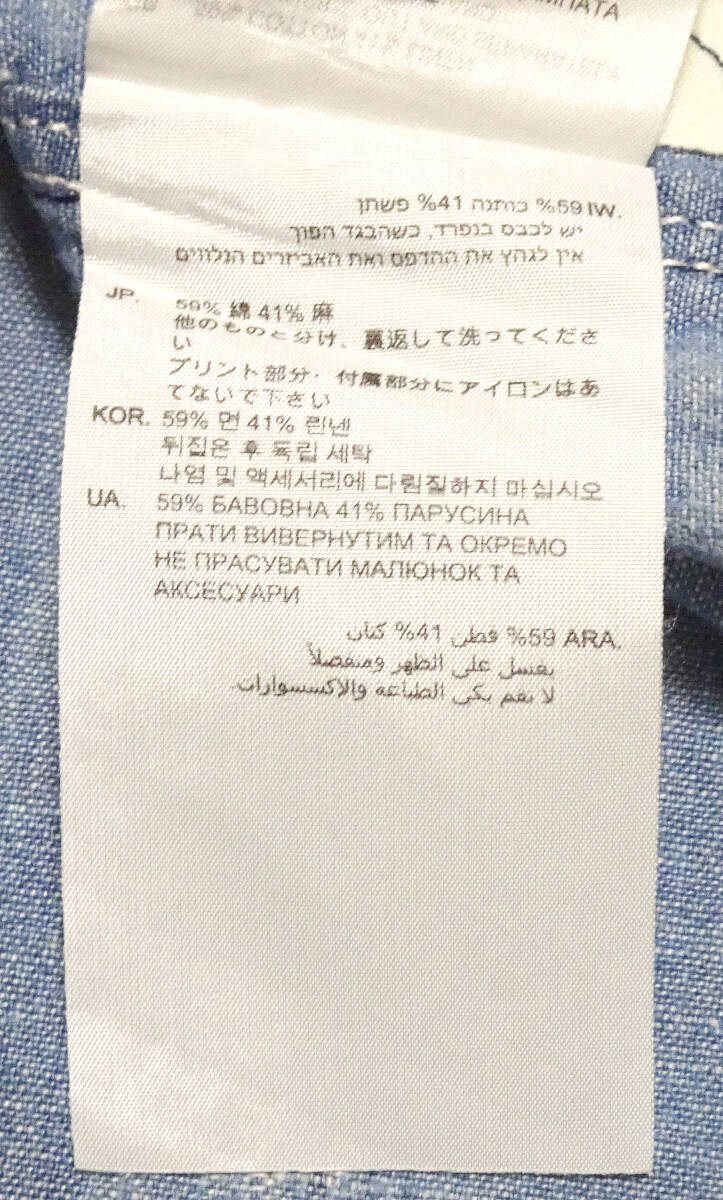 59% כותנה 41% פשתן IW.
יש לכבס בנפרד, כשהבגד הפוך
אין לגהץ את ההדפס ואת האביזרים הנלווים
JP. 59% 綿 41% 麻
他のものと分け、裏返して洗ってくださ
い
プリント部分・付属部分にアイロンはあ
てないで下さい
KOR. 59% 면 41% 린넨
뒤집은 후 독립 세탁
나염 및 액세서리에 다림질하지 마십시오
UA. 59% БАВОВНА 41% ПАРУСИНА
ПРАТИ ВИВЕРНУТИМ ТА ОКРЕМО
НЕ ПРАСУВАТИ МАЛЮНОК ТА
АКСЕСУАРИ
59% قطن 41% كتان ARA.
يغسل على الظهر ومنفصلاً
لا يقم بكى الطباعة والاكسسوارات.